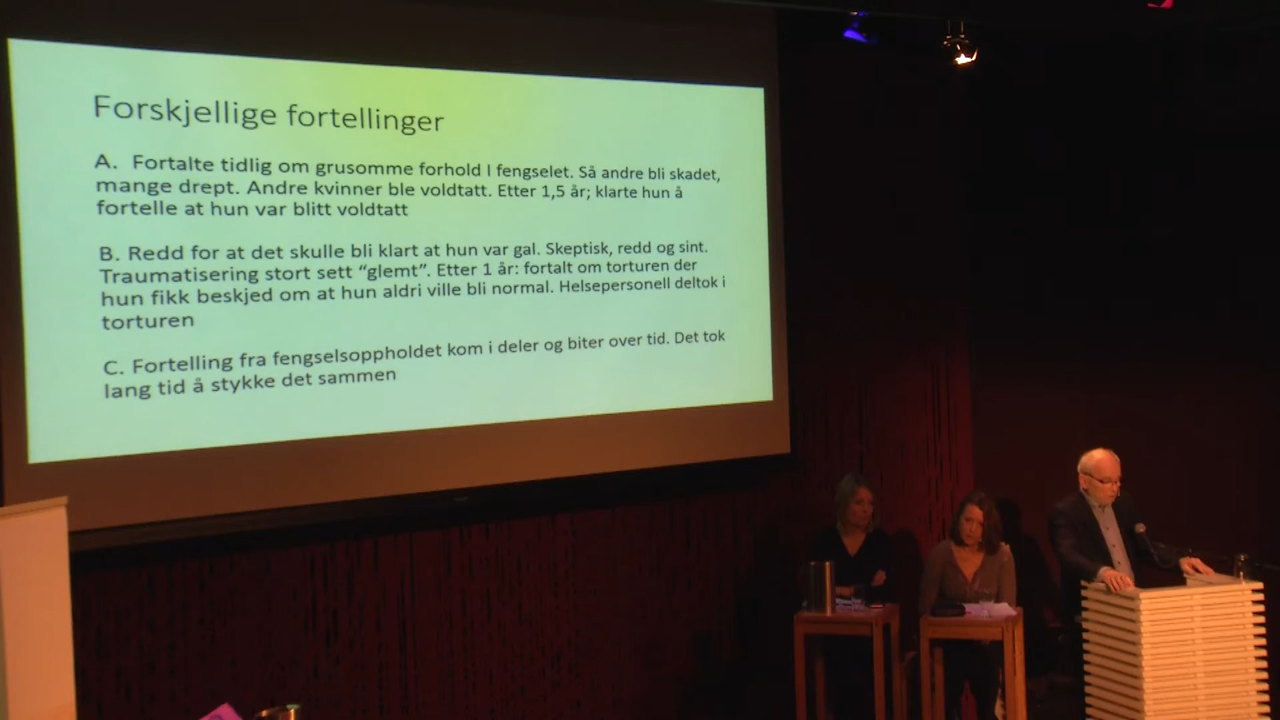 Forskjellige fortellinger
A. Fortalte tidlig om grusomme forhold I fengselet. Så andre bli skadet,
mange drept. Andre kvinner ble voldtatt. Etter 1,5 år; klarte hun å
fortelle at hun var blitt voldtatt
B. Redd for at det skulle bli klart at hun var gal. Skeptisk, redd og sint.
Traumatisering stort sett “glemt”. Etter 1 år: fortalt om torturen der
hun fikk beskjed om at hun aldri ville bli normal. Helsepersonell deltok i
torturen
C. Fortelling fra fengselsoppholdet kom i deler og biter over tid. Det tok
lang tid å stykke det sammen